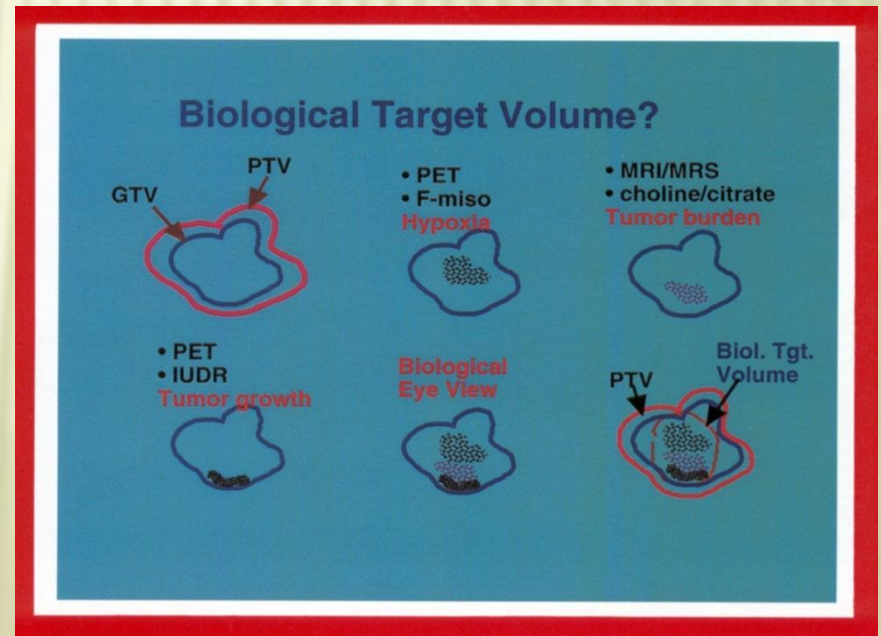 Biological Target Volume?
GTV
PTV
• PET
• F-miso
Hypoxia
• MRI/MRS
• choline/citrate
Tumor burden
• PET
• IUDR
Tumor growth
Biological
Eye View
PTV
Biol. Tgt.
Volume